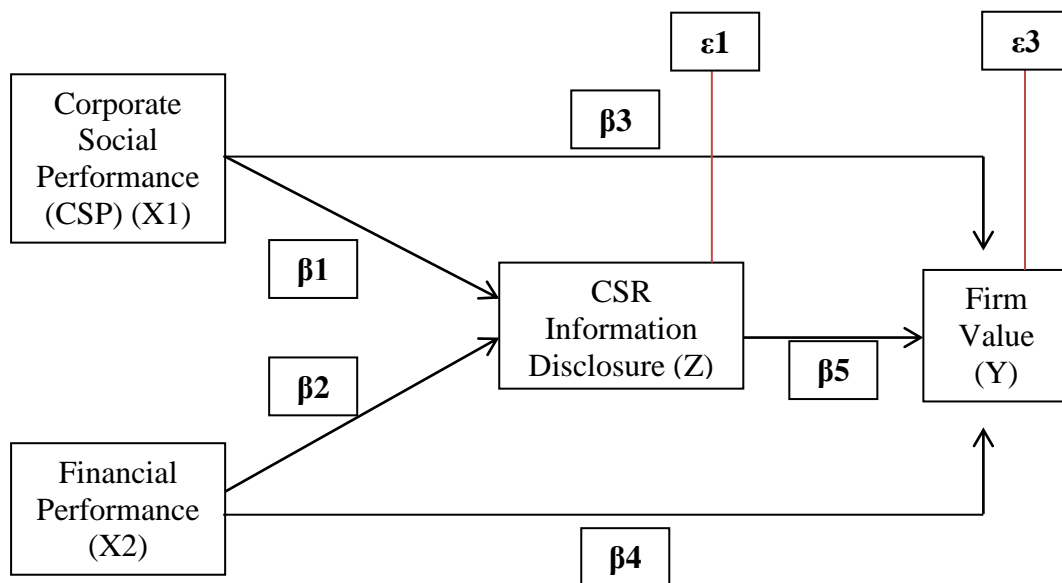 ε1
ε3
Corporate
Social
Performance
(CSP) (X1)
β3
β1
CSR
Information
Disclosure (Z)
Firm
Value
(Y)
β5
β2
Financial
Performance
(X2)
β4